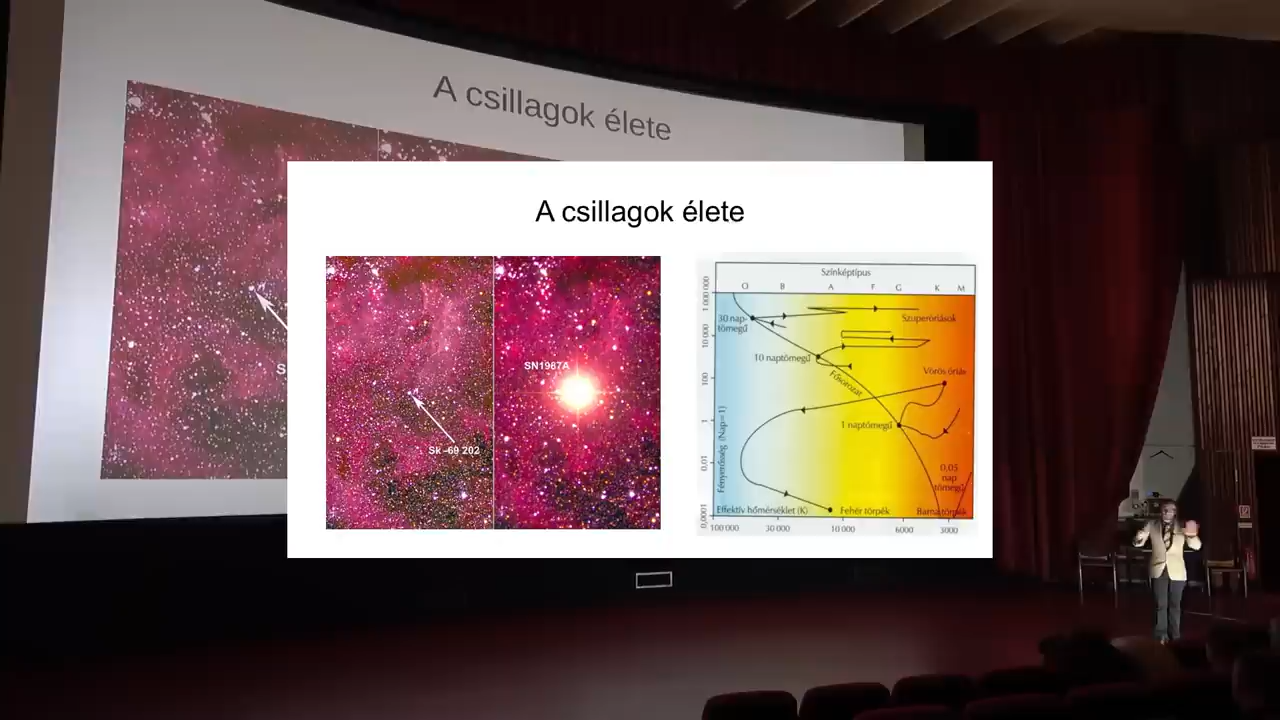 A csillagok élete
S
A csillagok élete
SN1987A
Sk -69 202
Színképtípus
O B A F G K M
1 000 000
10 000
100
1
0,01
0,0001
Fényerősség (Nap=1)
30 nap-
tömegű
Szuperóriások
10 naptömegű
Vörös óriás
Fősorozat
1 naptömegű
0,05
nap
tömegű
Effektív hőmérséklet (K)
Fehér törpék
Barna törpék
100 000 30 000 10 000 6000 3000